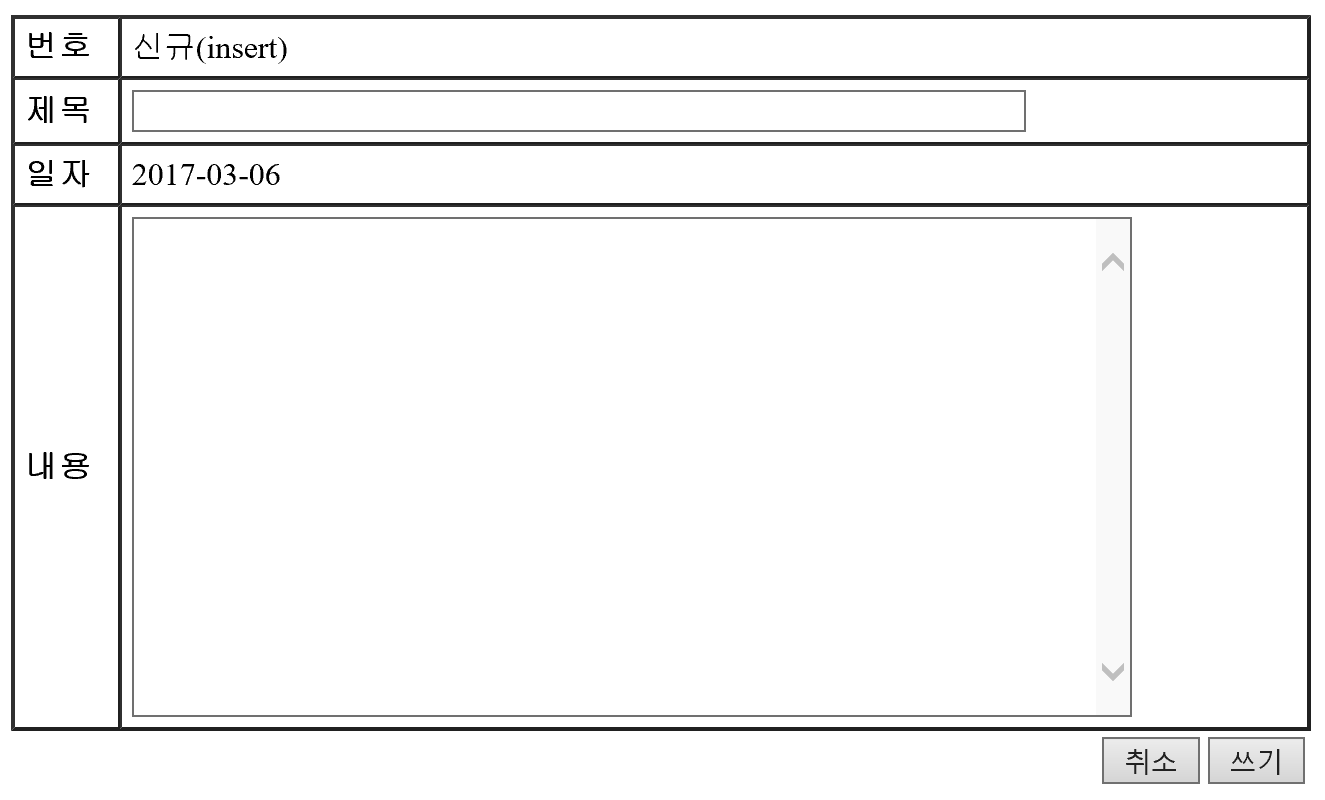 번호 신규(insert)
제목
일자 2017-03-06
내용
취소 쓰기